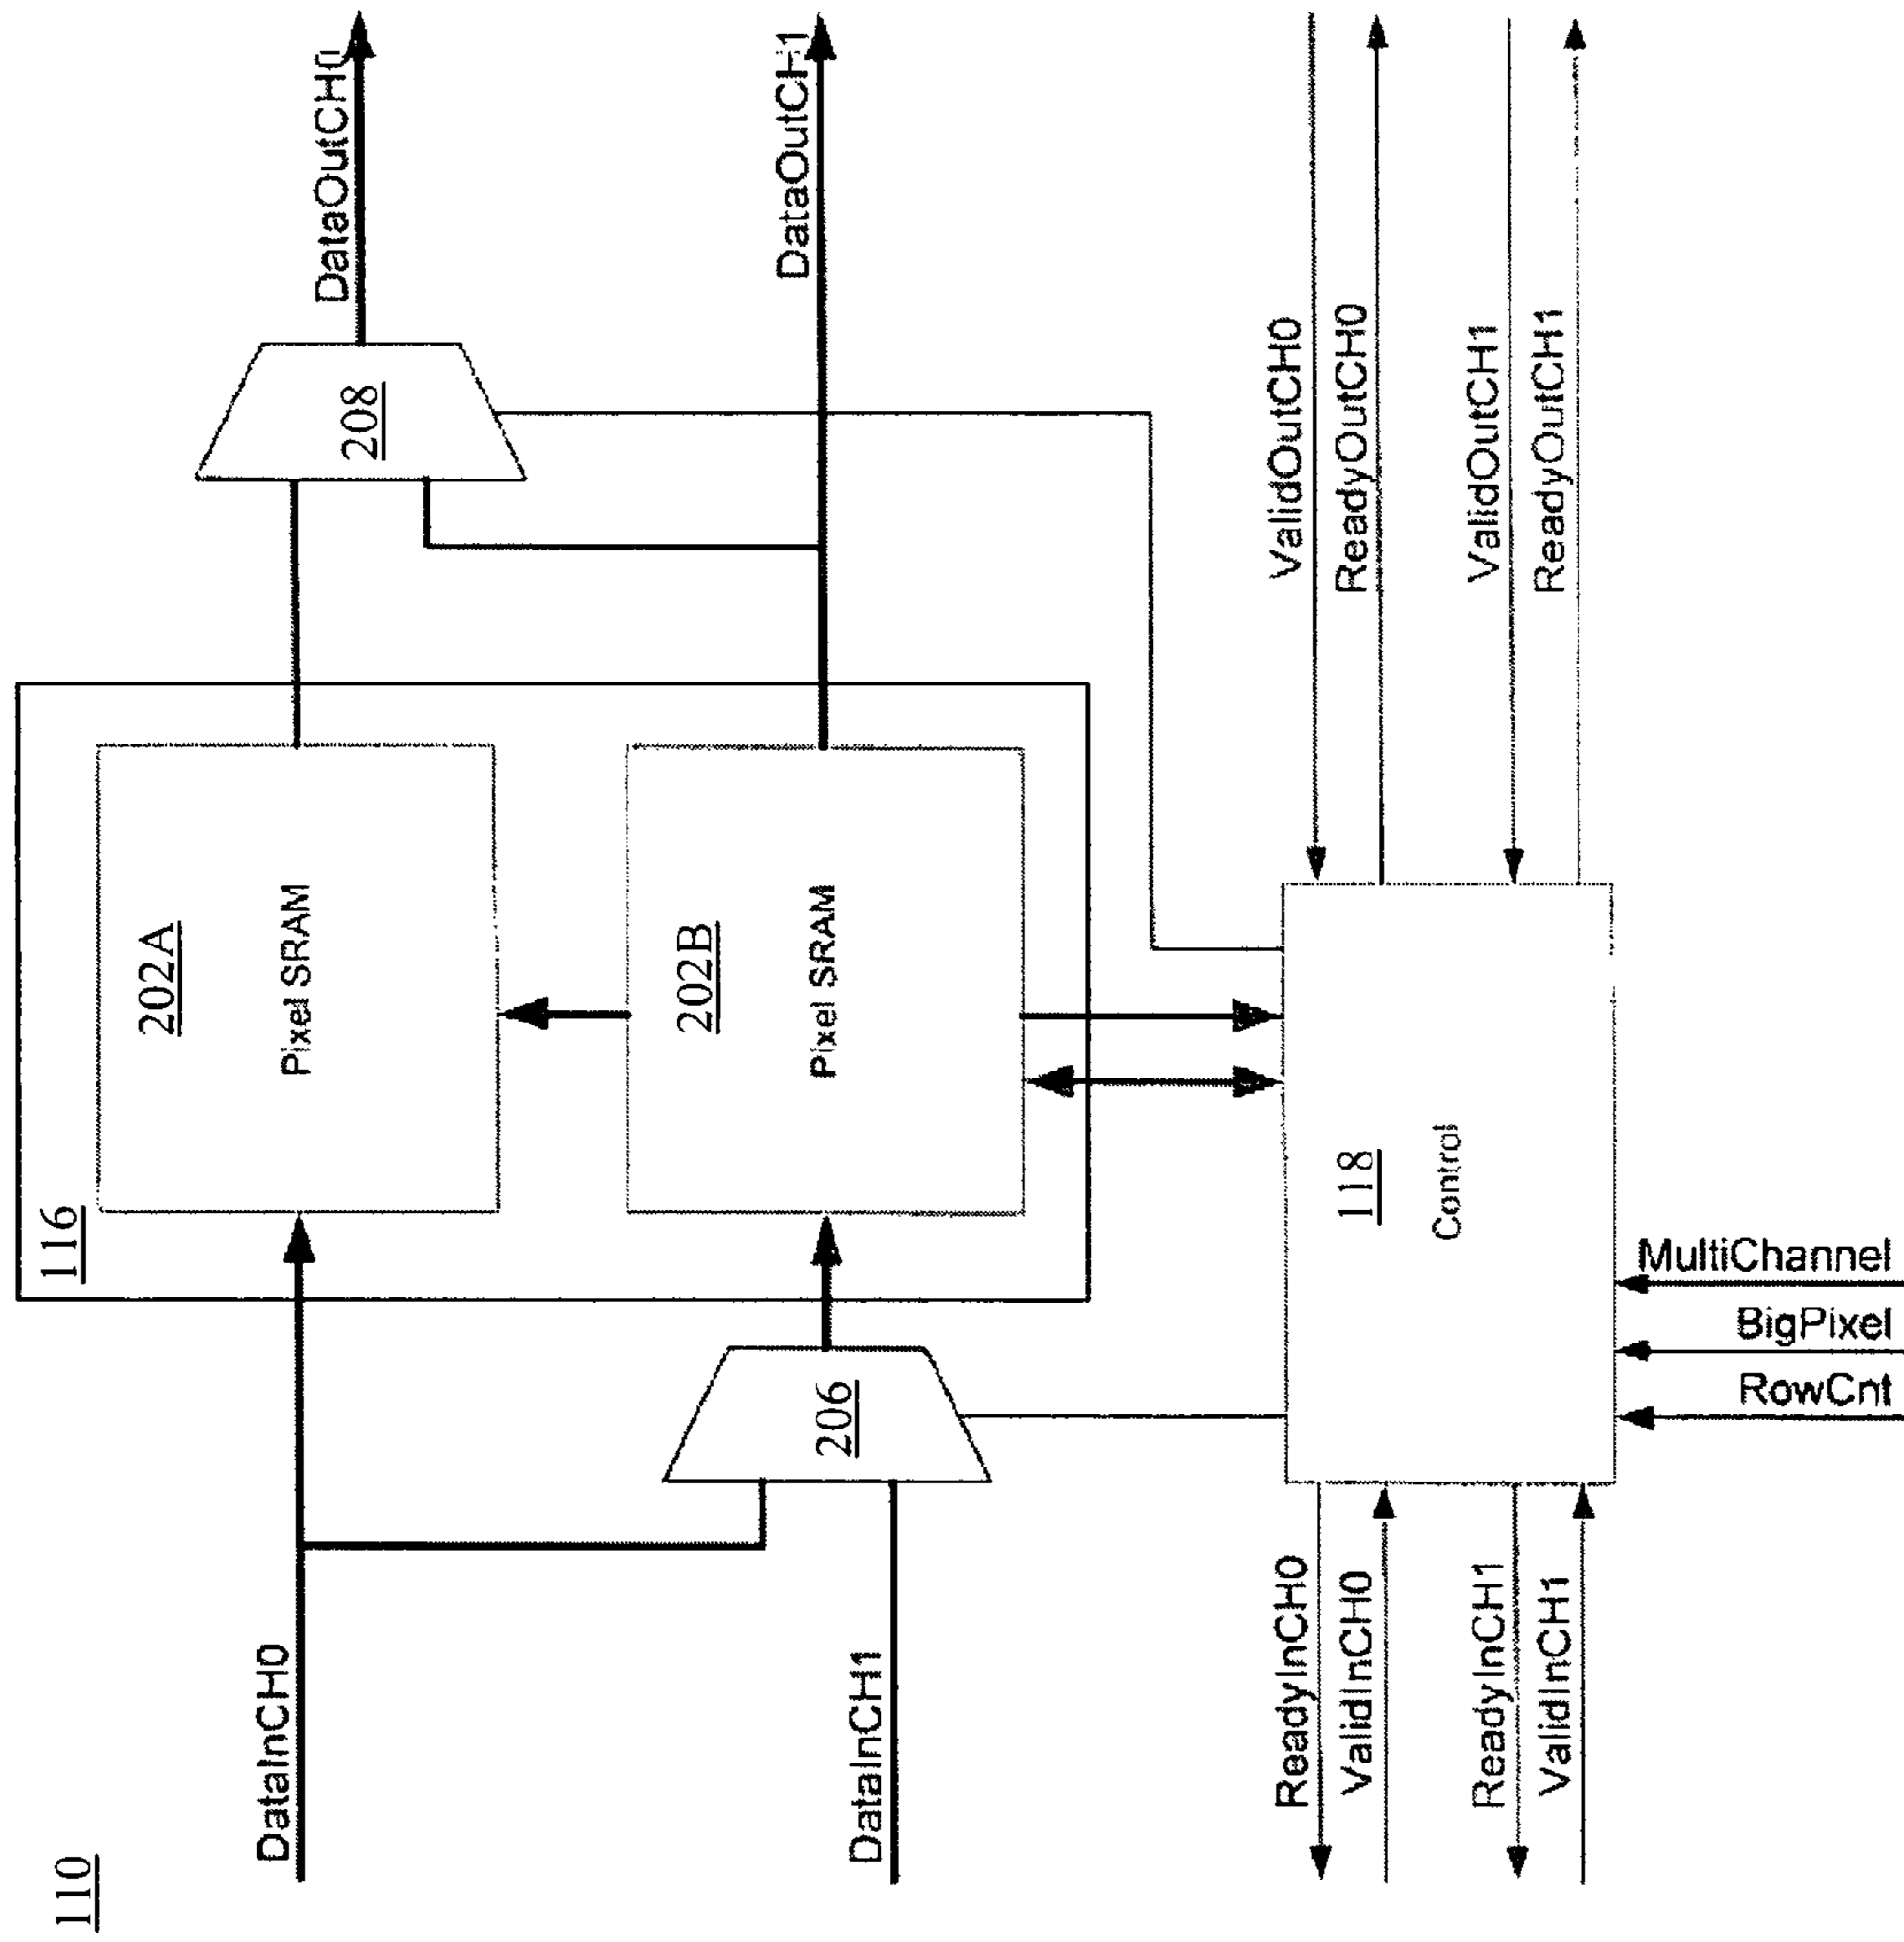 110
DataInCH0
DataInCH1
116
202A
Pixel SRAM
202B
Pixel SRAM
206
208
DataOutCH0
DataOutCH1
118
Control
ReadyInCH0
ValidInCH0
ReadyInCH1
ValidInCH1
ValidOutCH0
ReadyOutCH0
ValidOutCH1
ReadyOutCH1
MultiChannel
BigPixel
RowCnt